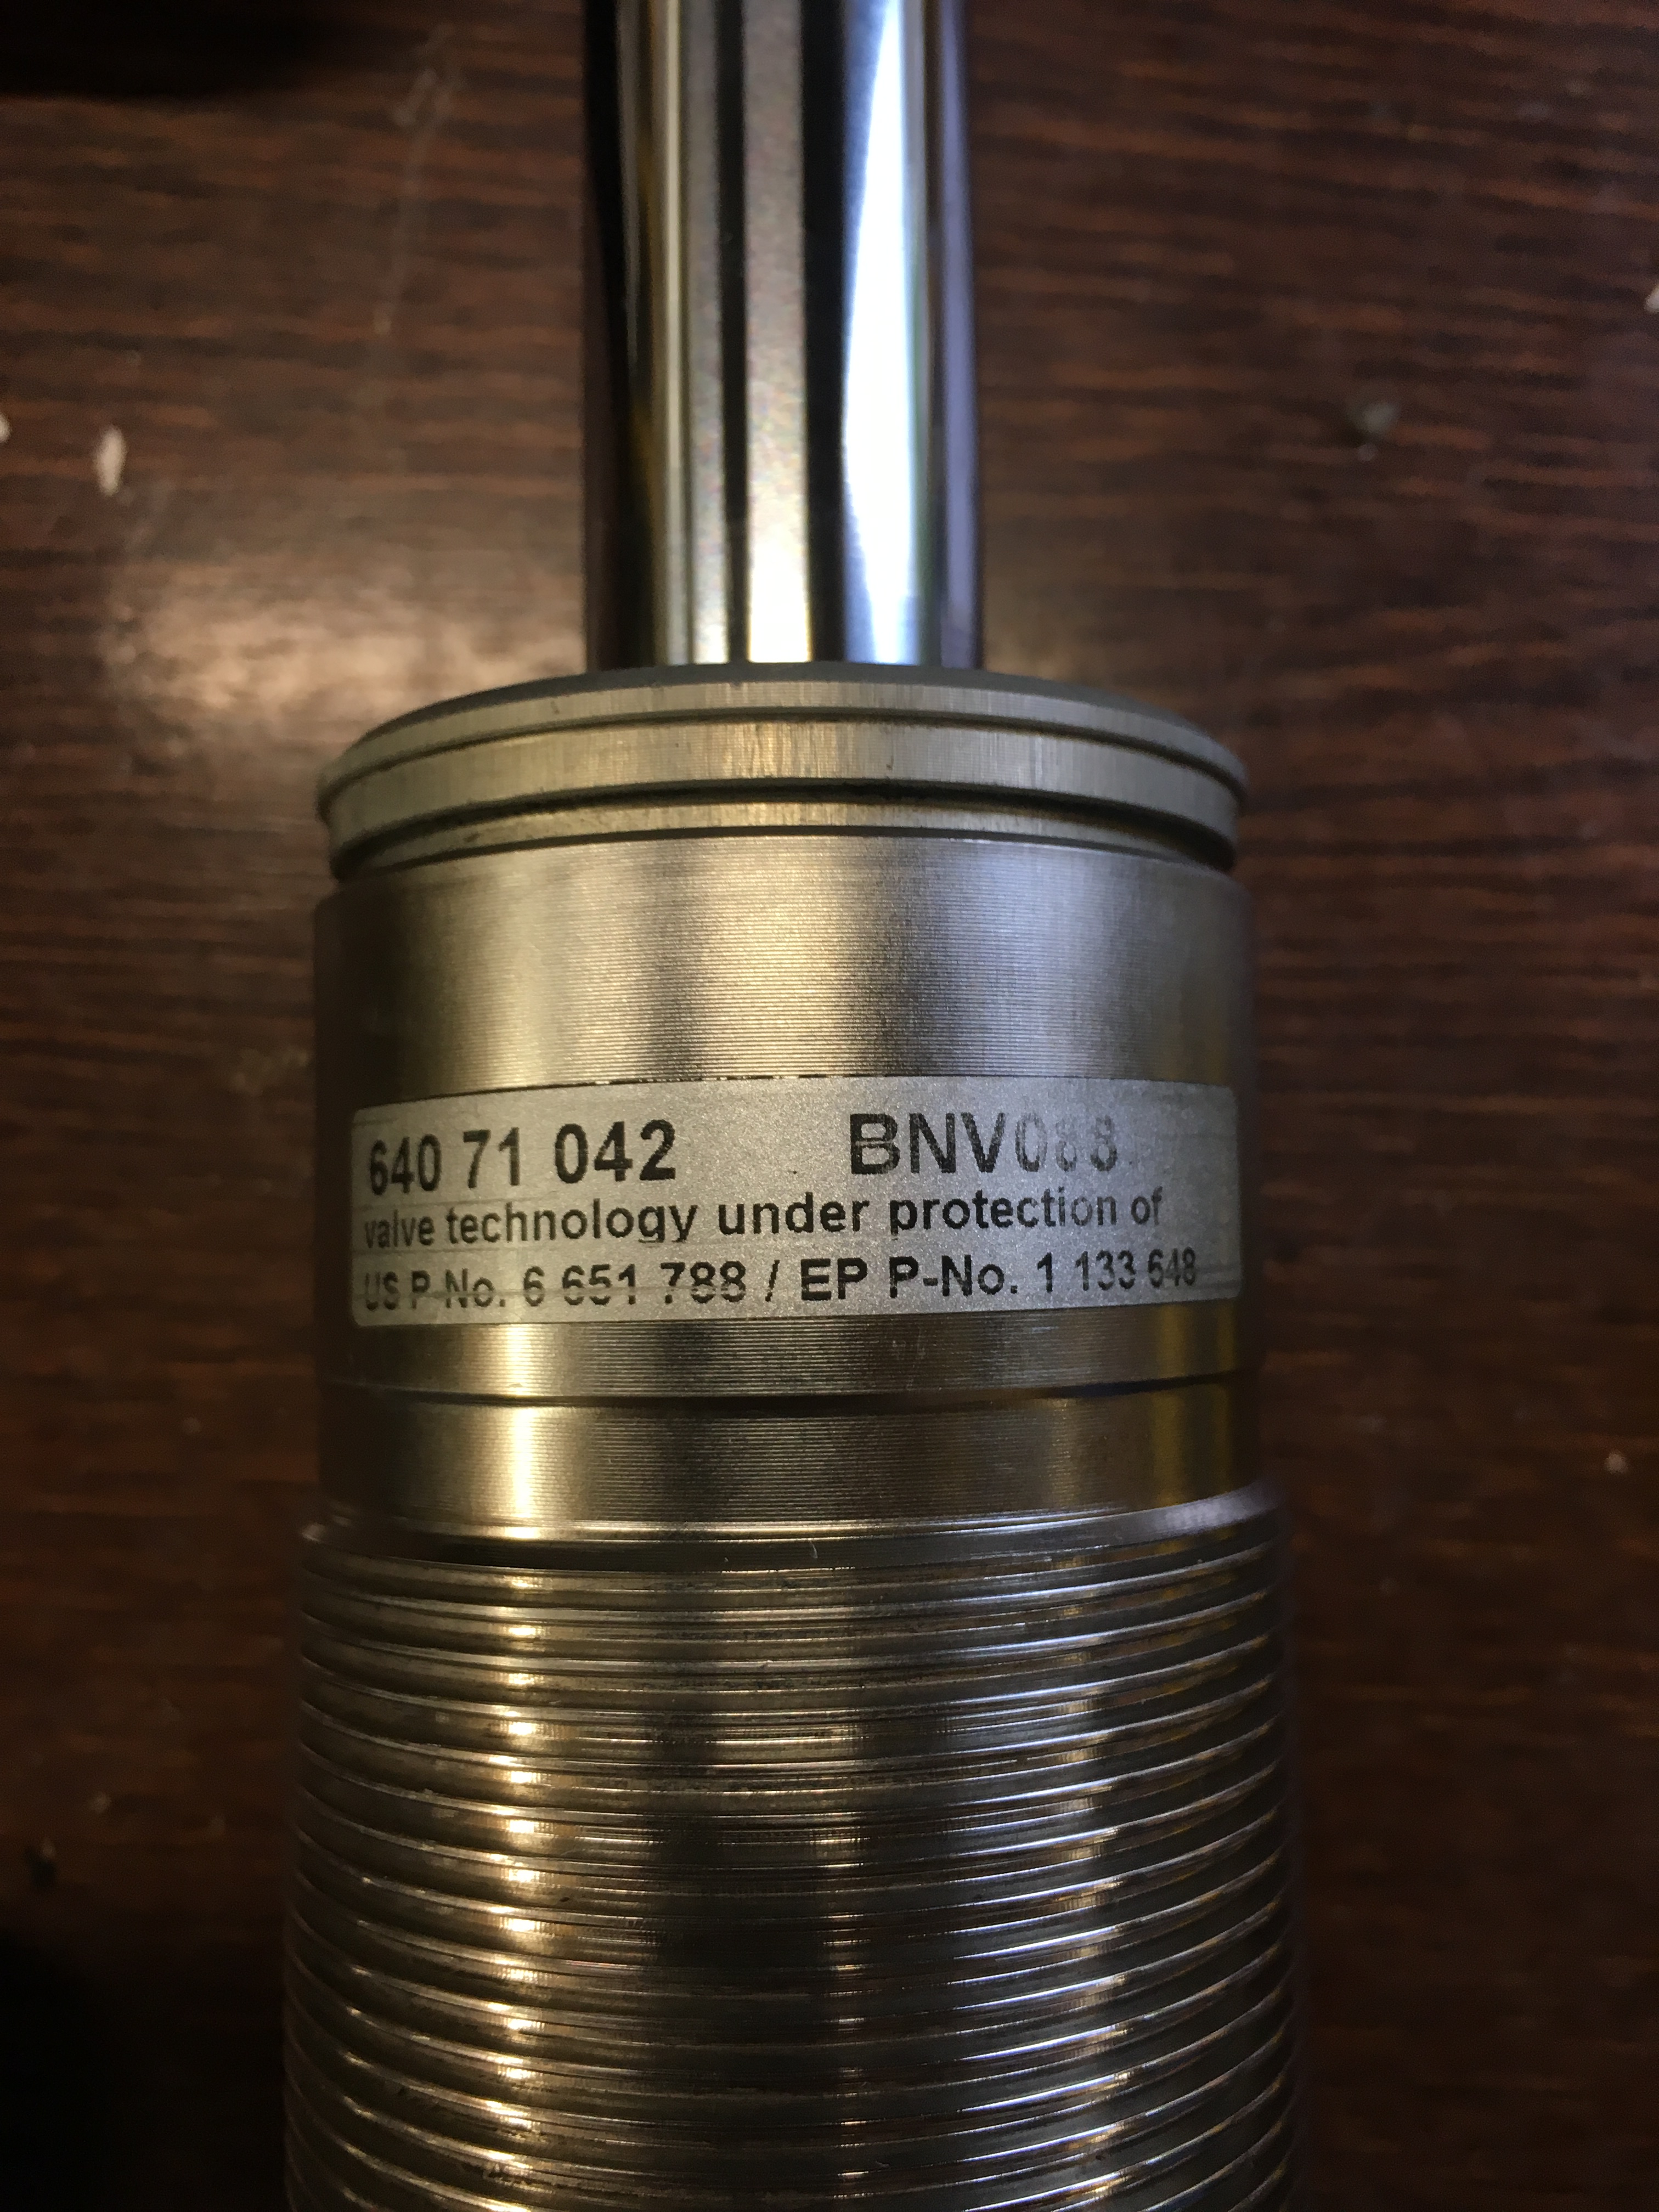 640 71 042 BNV088
valve technology under protection of
US P-No. 6 651 788 / EP P-No. 1 133 648